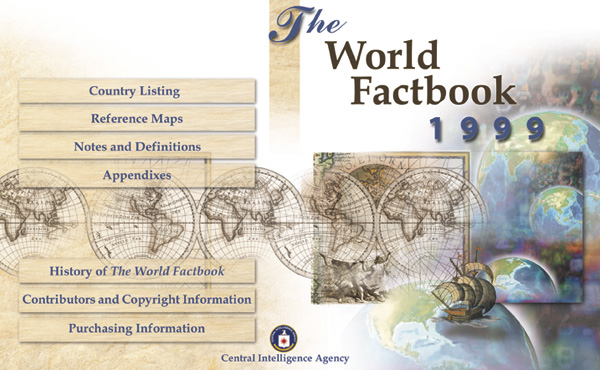 The
World
Factbook
1999
Country Listing
Reference Maps
Notes and Definitions
Appendixes
History of The World Factbook
Contributors and Copyright Information
Purchasing Information
Central Intelligence Agency